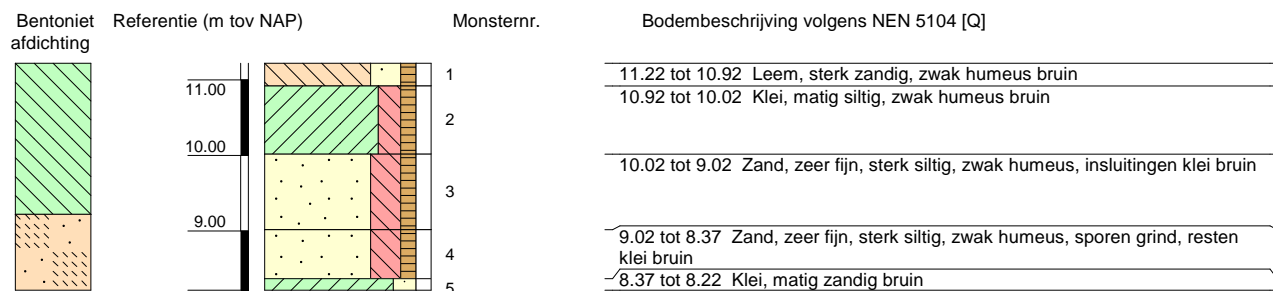 Bentoniet afdichting
Referentie (m tov NAP)
Monsternr.
Bodembeschrijving volgens NEN 5104 [Q]
1
11.22 tot 10.92 Leem, sterk zandig, zwak humeus bruin
11.00
10.92 tot 10.02 Klei, matig siltig, zwak humeus bruin
2
10.00
10.02 tot 9.02 Zand, zeer fijn, sterk siltig, zwak humeus, insluitingen klei bruin
3
9.00
9.02 tot 8.37 Zand, zeer fijn, sterk siltig, zwak humeus, sporen grind, resten
klei bruin
4
8.37 tot 8.22 Klei, matig zandig bruin
5